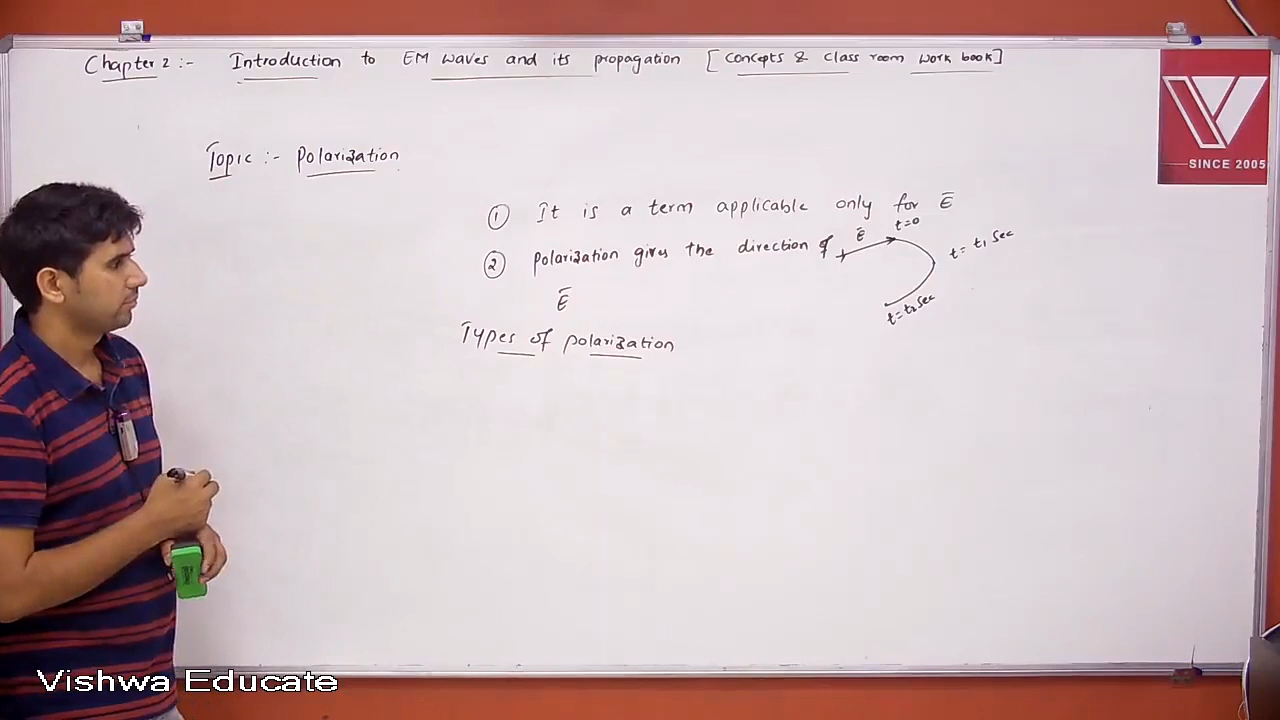 Chapter 2 :- Introduction to EM waves and its propagation [Concepts & Class room work book]
SINCE 2005
Topic :- Polarization
① It is a term applicable only for Ē
② polarization gives the direction of
Ē
Ē
t=0
t= t₁ sec
t= t₂ sec
Types of polarization
Vishwa Educate